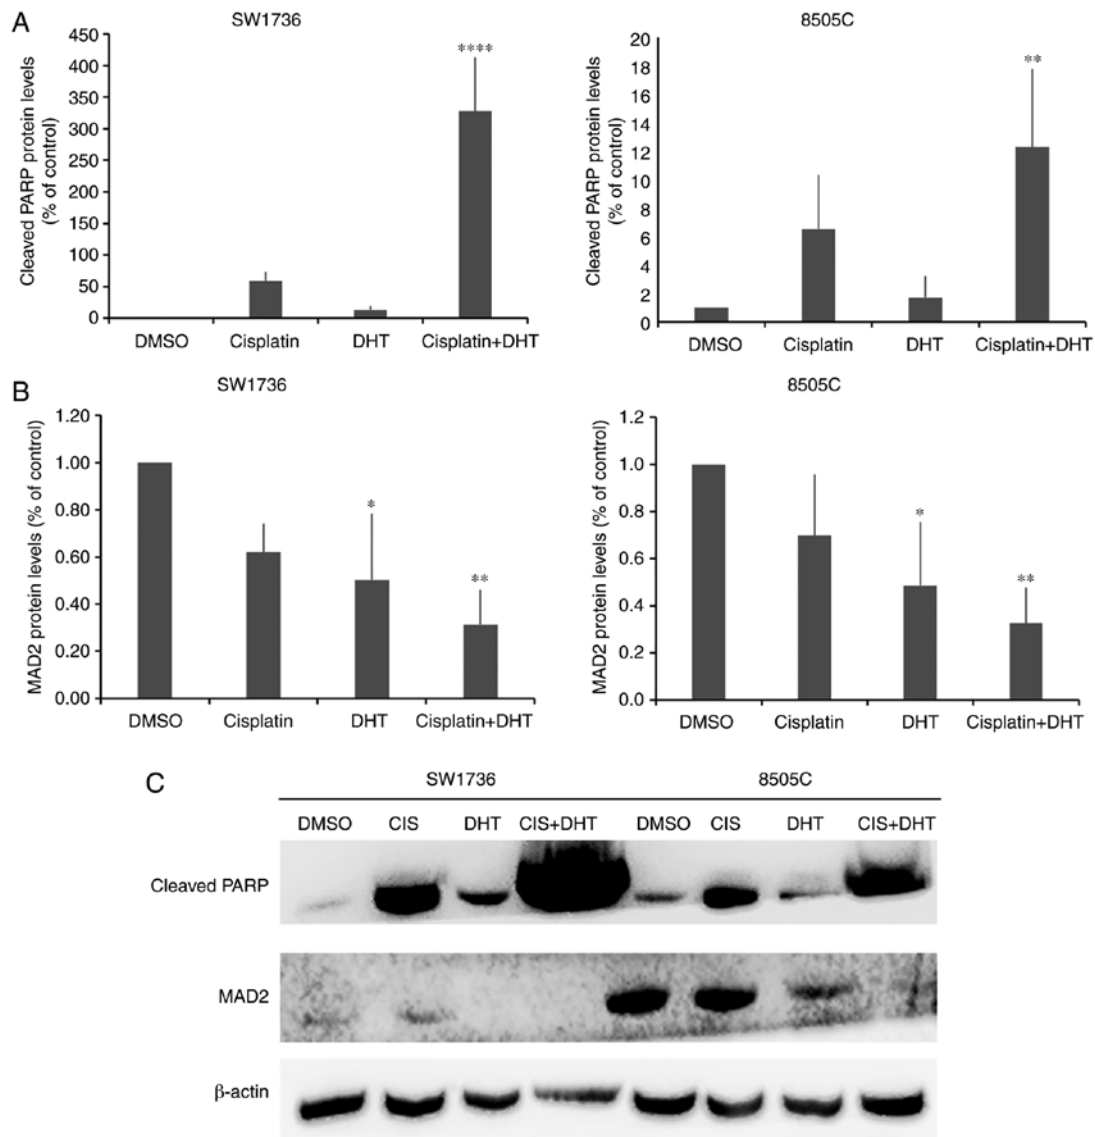 A
SW1736
Cleaved PARP protein levels
(% of control)
450
400
350
300
250
200
150
100
50
0
****
DMSO Cisplatin DHT Cisplatin+DHT
8505C
Cleaved PARP protein levels
(% of control)
20
18
16
14
12
10
8
6
4
2
0
**
DMSO Cisplatin DHT Cisplatin+DHT
B
SW1736
MAD2 protein levels (% of control)
1.20
1.00
0.80
0.60
0.40
0.20
0.00
*
**
DMSO Cisplatin DHT Cisplatin+DHT
8505C
MAD2 protein levels (% of control)
1.2
1.0
0.8
0.6
0.4
0.2
0.0
*
**
DMSO Cisplatin DHT Cisplatin+DHT
C
SW1736 8505C
DMSO CIS DHT CIS+DHT DMSO CIS DHT CIS+DHT
Cleaved PARP
MAD2
β-actin